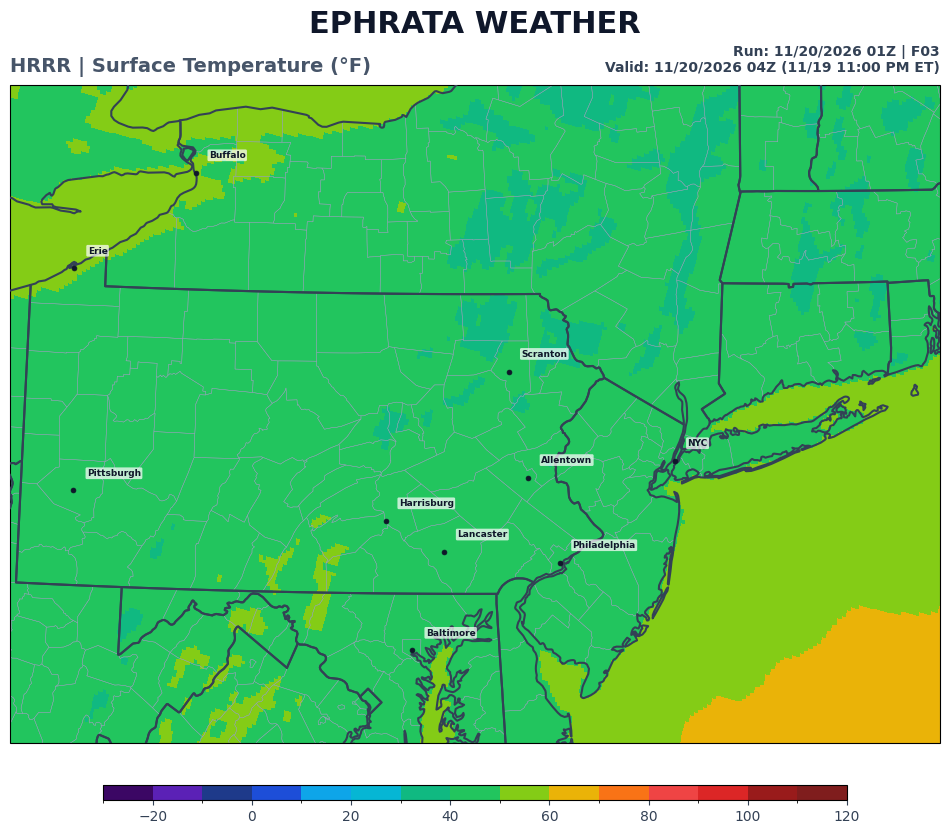 EPHRATA WEATHER
HRRR | Surface Temperature (°F)
Run: 11/20/2026 01Z | F03
Valid: 11/20/2026 04Z (11/19 11:00 PM ET)
Buffalo
Erie
Scranton
NYC
Allentown
Pittsburgh
Harrisburg
Lancaster
Philadelphia
Baltimore
−20 0 20 40 60 80 100 120